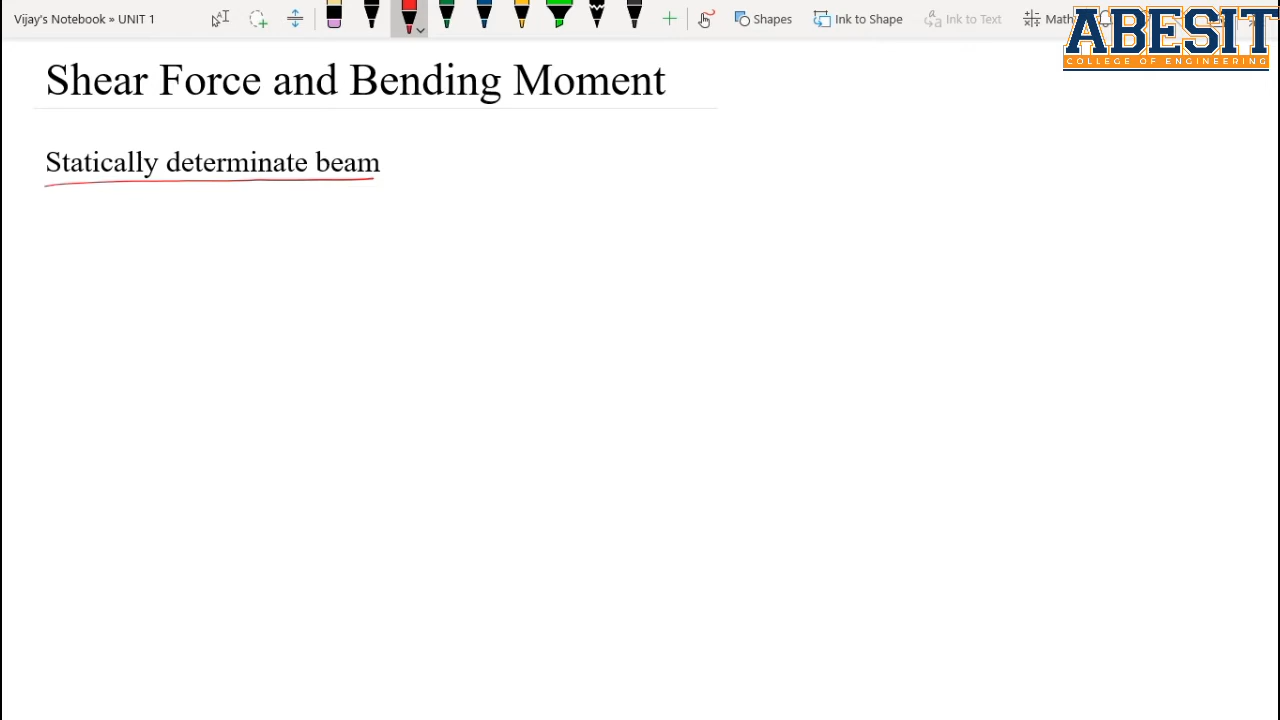 Vijay's Notebook » UNIT 1
Shapes
Ink to Shape
Ink to Text
Math
ABESIT
COLLEGE OF ENGINEERING
Shear Force and Bending Moment
Statically determinate beam